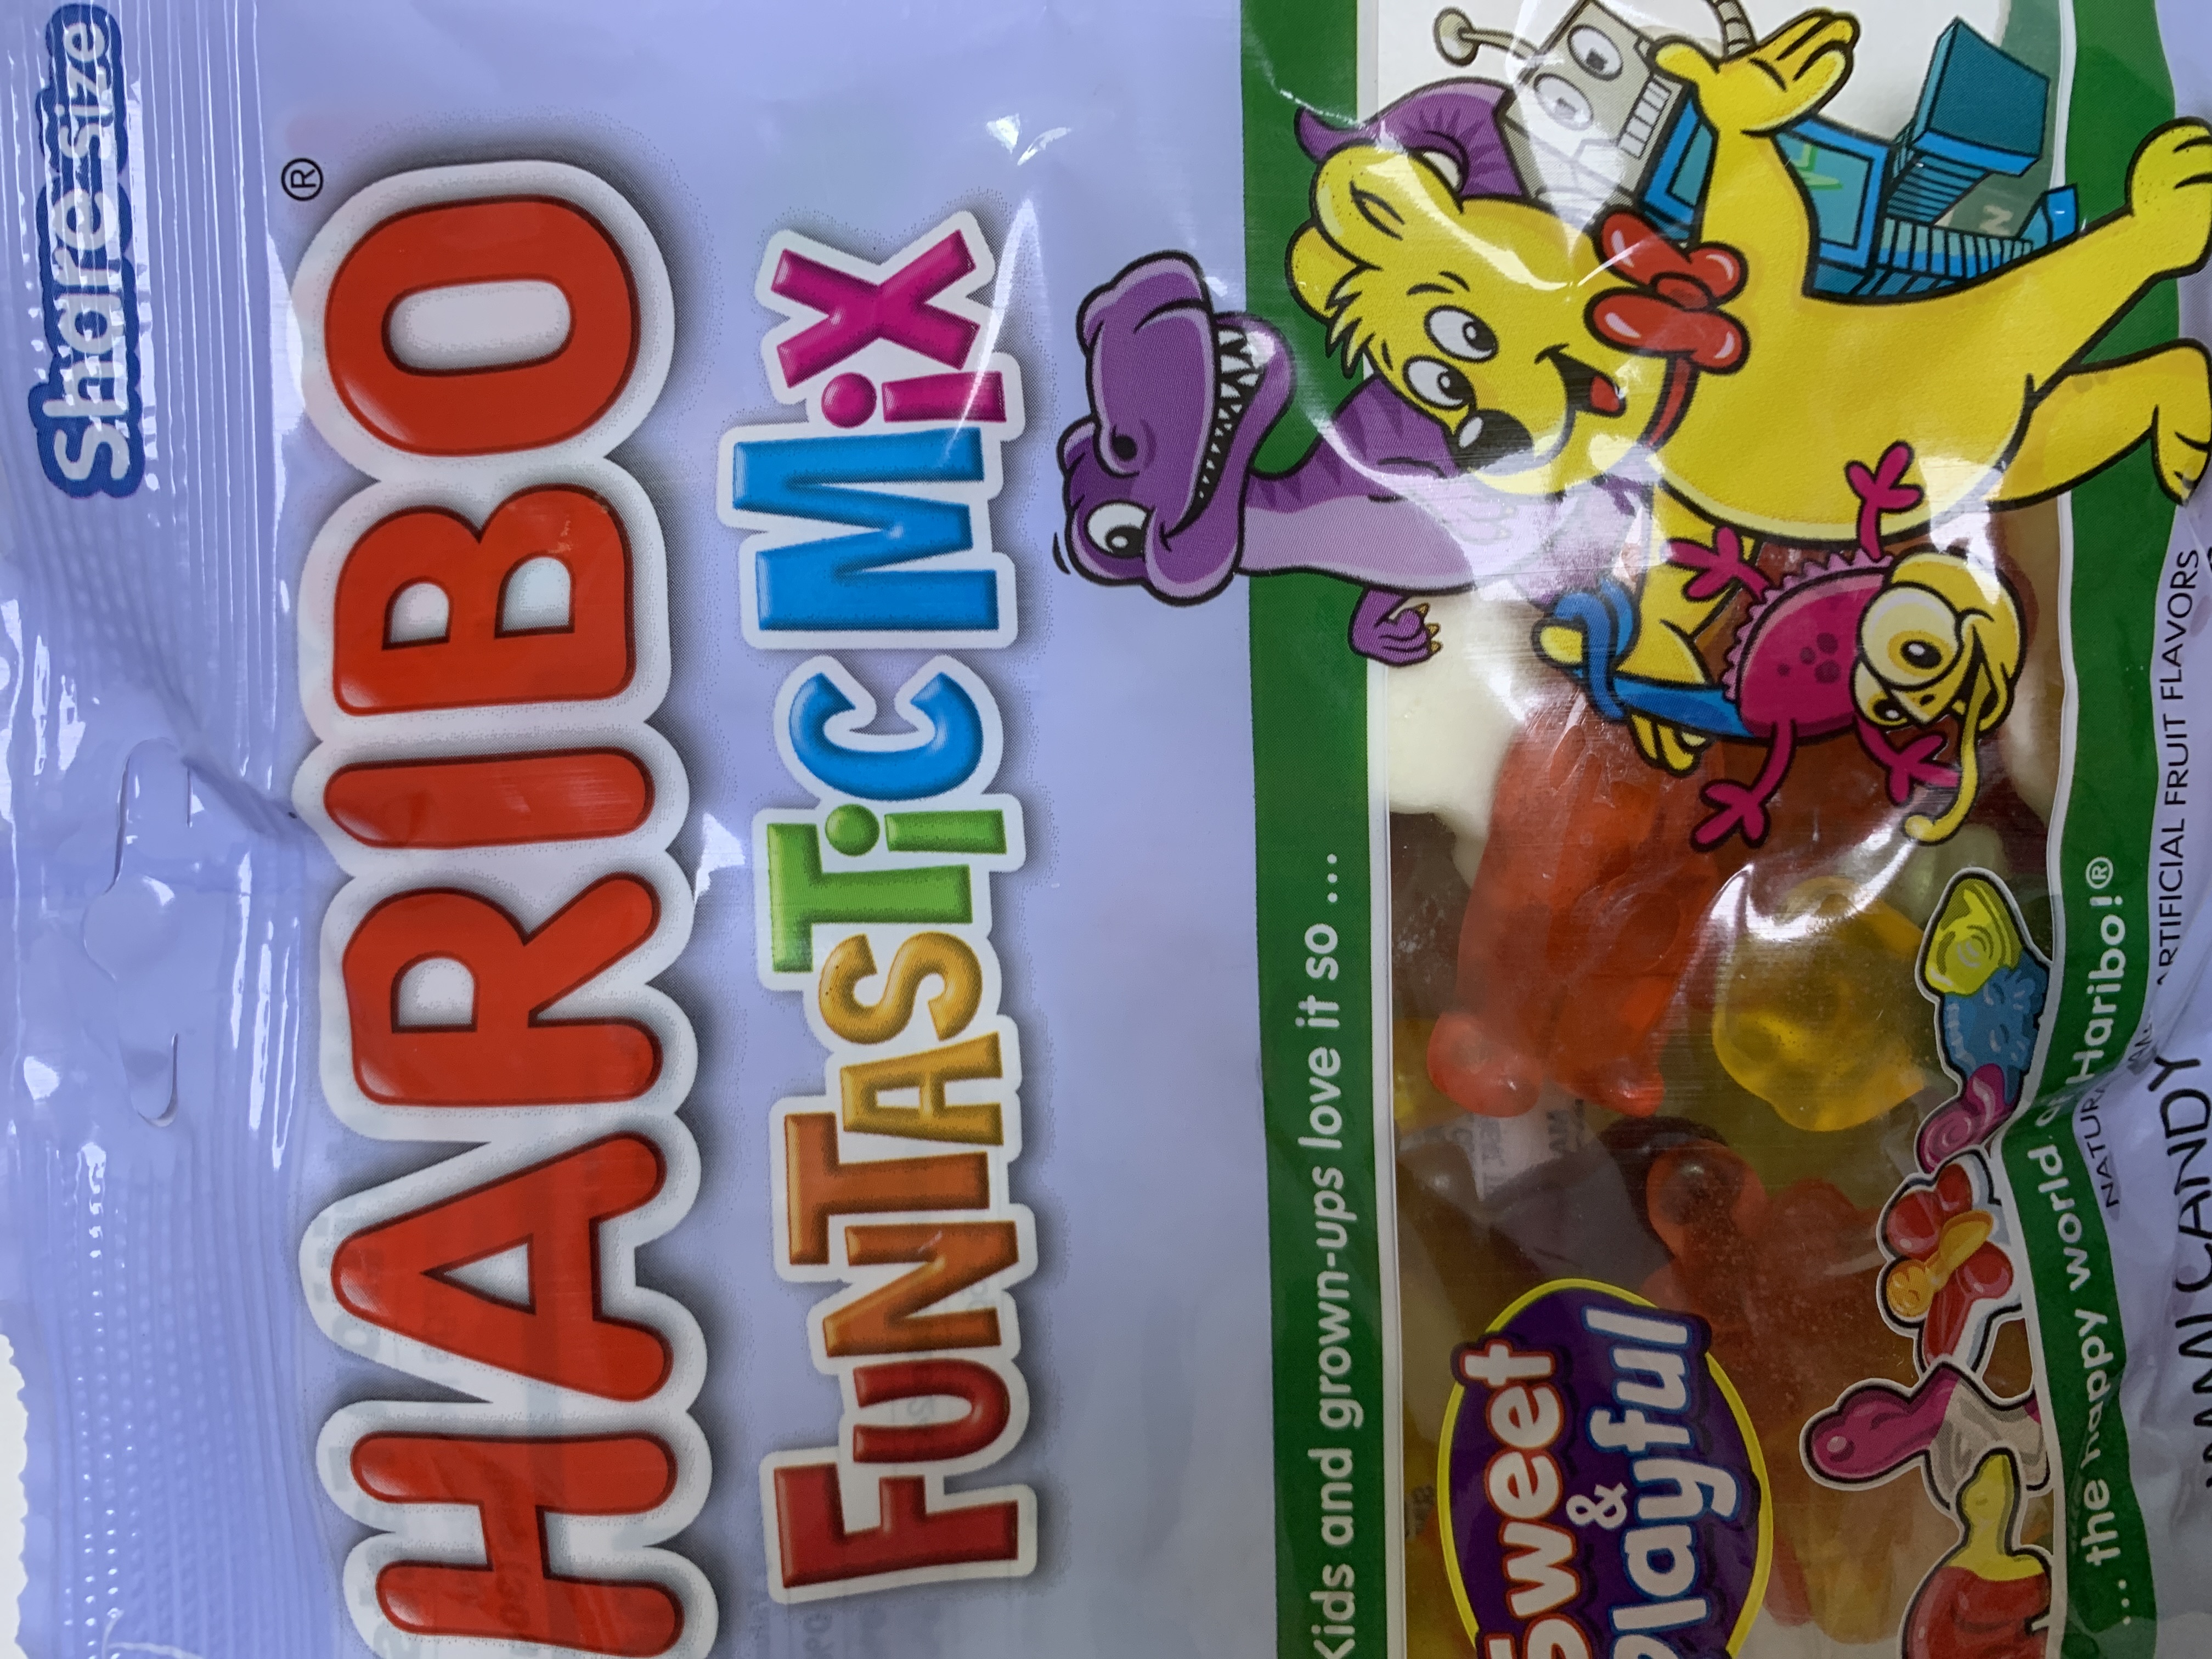 Share Size
HARIBO®
FUNTASTiC MiX
Kids and grown-ups love it so ...
Sweet
&
Playful
... the happy world of Haribo!®
ARTIFICIAL FRUIT FLAVORS
CANDY